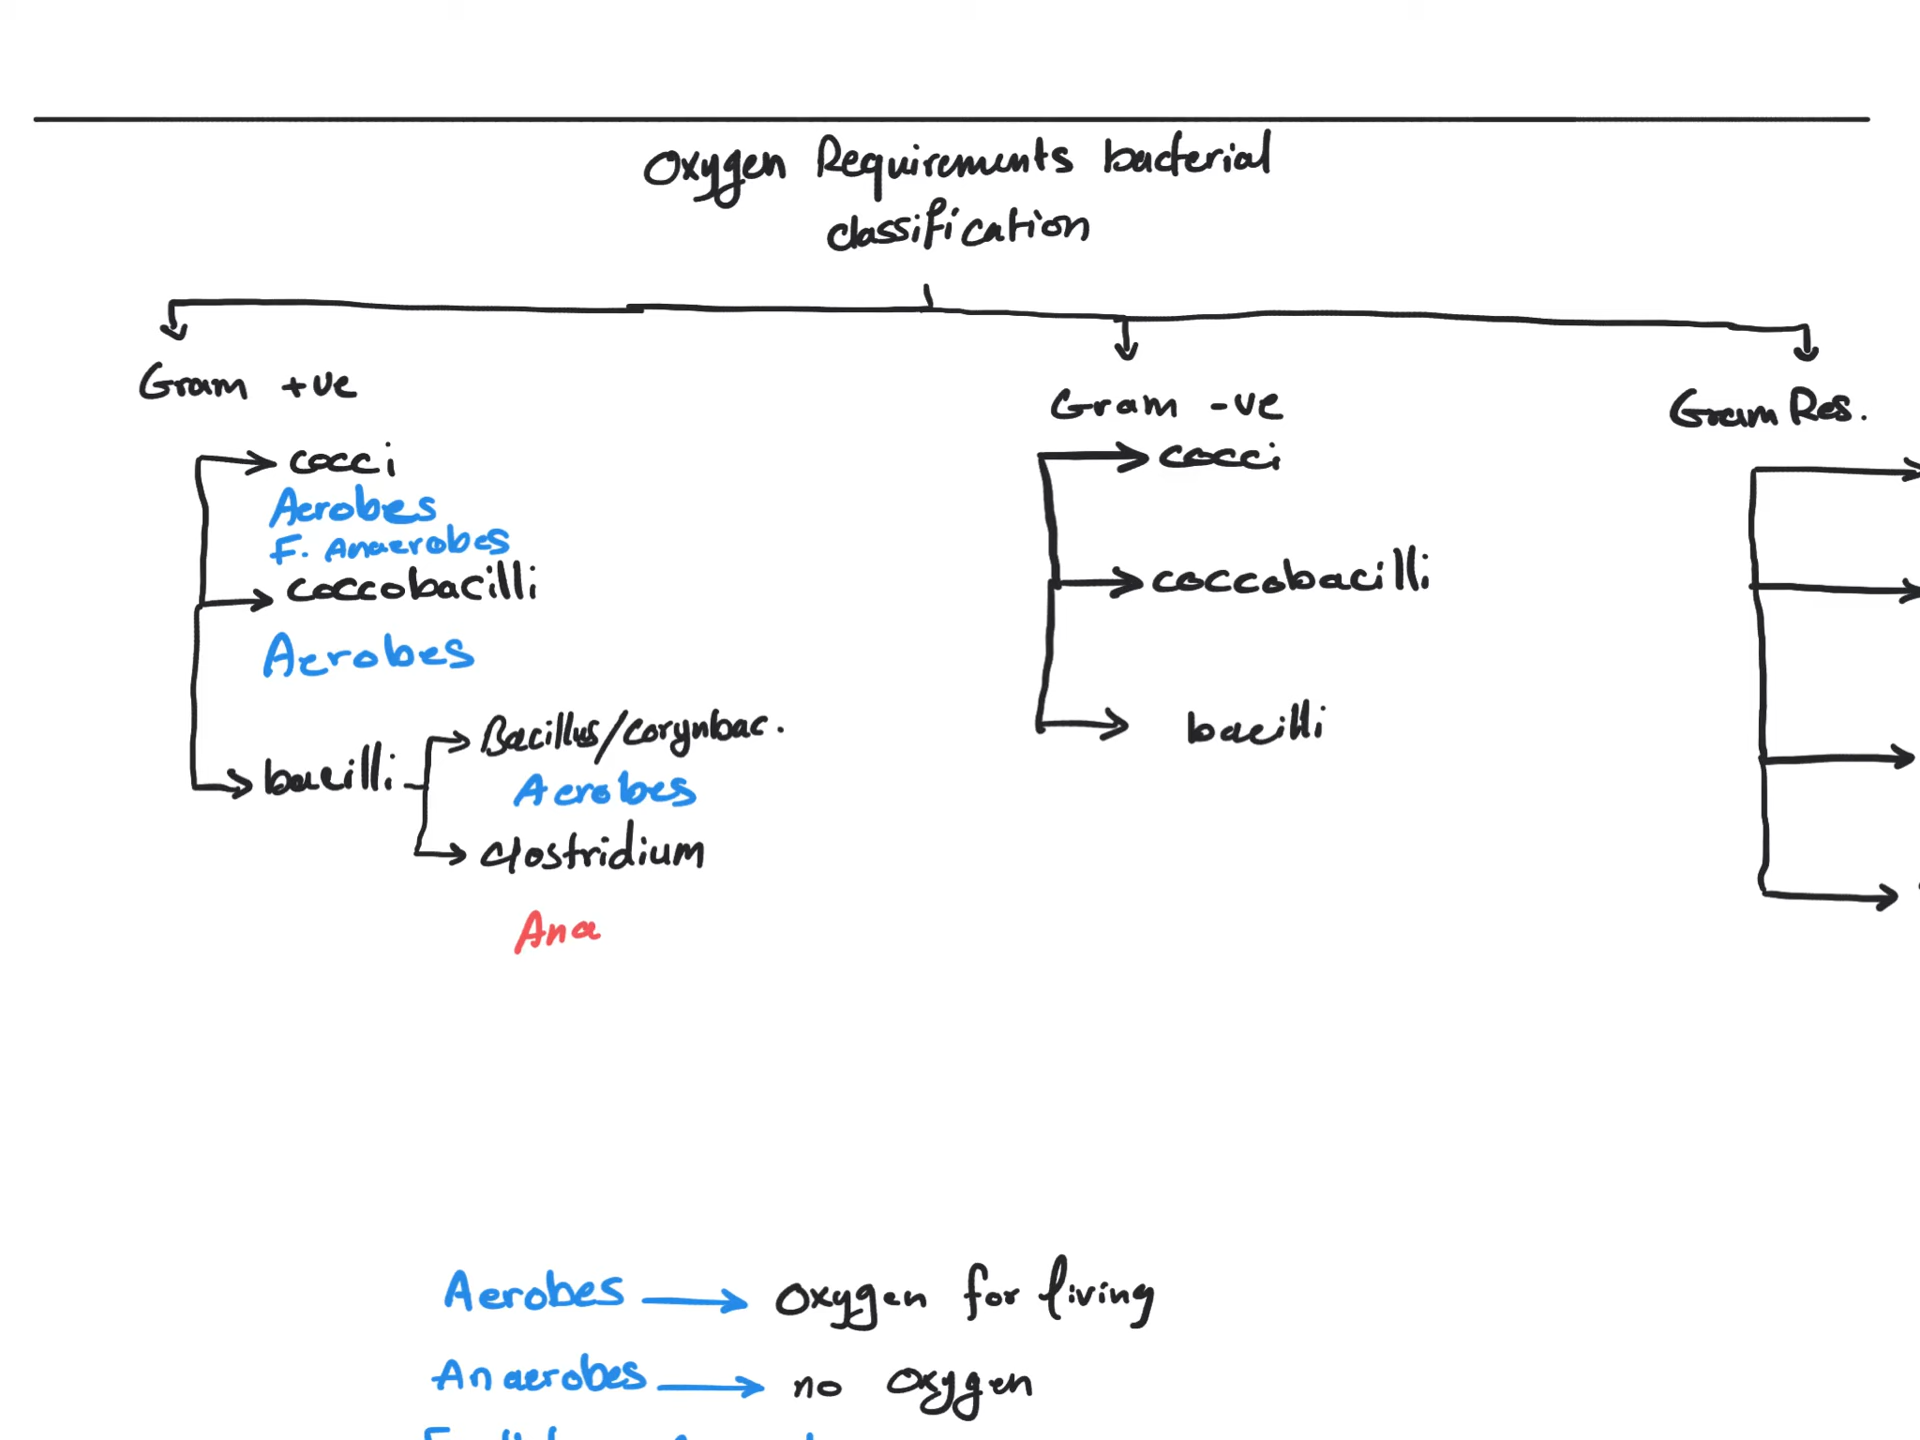 Oxygen Requirements bacterial
classification
Gram +ve
cocci
Aerobes
F. Anaerobes
coccobacilli
Aerobes
bacilli
Bacillus/Corynbac.
Aerobes
clostridium
Ana
Gram -ve
cocci
coccobacilli
bacilli
Gram Res.
Aerobes → Oxygen for living
Anaerobes → no Oxygen